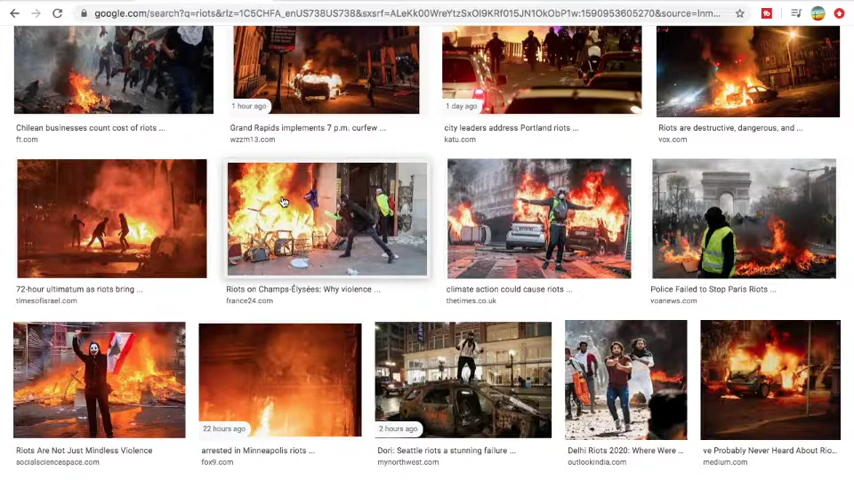 google.com/search?q=riots&rlz=1C5CHFA_enUS738US738&sxsrf=ALeKk00WreYtzSxOl9KRf015JN1OkObP1w:1590953605270&source=lnm...
1 hour ago
1 day ago
Chilean businesses count cost of riots ...
Grand Rapids implements 7 p.m. curfew ...
city leaders address Portland riots ...
Riots are destructive, dangerous, and ...
ft.com
wzzm13.com
katu.com
vox.com
72-hour ultimatum as riots bring ...
Riots on Champs-Élysées: Why violence ...
climate action could cause riots ...
Police Failed to Stop Paris Riots ...
timesofisrael.com
france24.com
thetimes.co.uk
voanews.com
22 hours ago
2 hours ago
Riots Are Not Just Mindless Violence
arrested in Minneapolis riots ...
Dori: Seattle riots a stunning failure ...
Delhi Riots 2020: Where Were ...
ve Probably Never Heard About Rio...
socialsciencespace.com
fox9.com
mynorthwest.com
outlookindia.com
medium.com